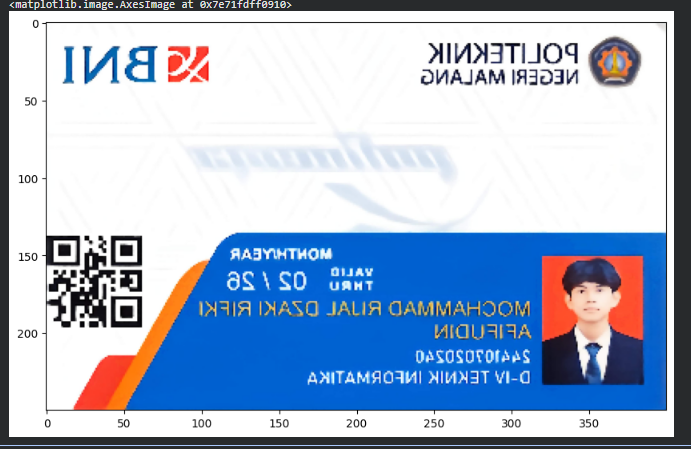 <matplotlib.image.AxesImage at 0x7e71fdff0910>
BNI
POLITEKNIK
NEGERI MALANG
MONTH/YEAR
VALID
THRU
02 / 26
MOCHAMMAD RIJAL DZAKI RIFKI
AFIFUDIN
244107020240
D-IV TEKNIK INFORMATIKA
0
50
100
150
200
0
50
100
150
200
250
300
350